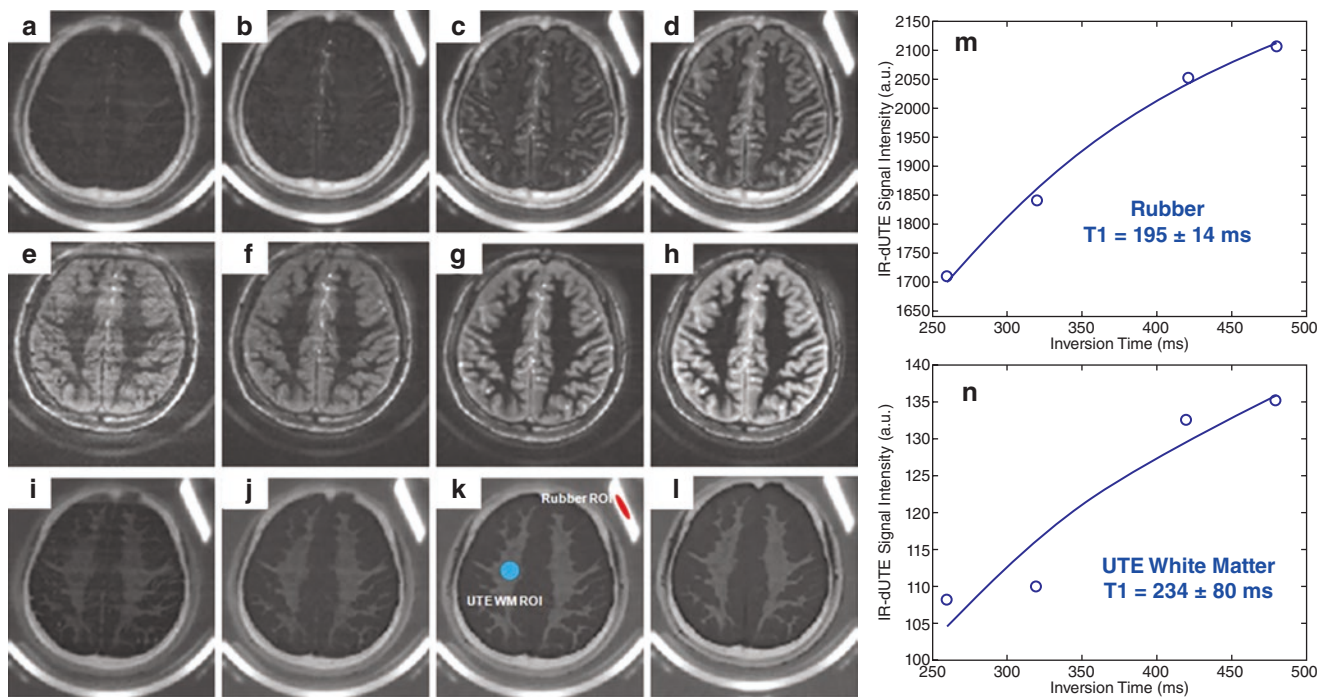 a
b
c
d
e
f
g
h
i
j
k
Rubber ROI
UTE WM ROI
l
m
2150
2100
2050
2000
1950
1900
1850
1800
1750
1700
1650
IR-dUTE Signal Intensity (a.u.)
Rubber
T1 = 195 ± 14 ms
250 300 350 400 450 500
Inversion Time (ms)
n
140
135
130
125
120
115
110
105
100
IR-dUTE Signal Intensity (a.u.)
UTE White Matter
T1 = 234 ± 80 ms
250 300 350 400 450 500
Inversion Time (ms)